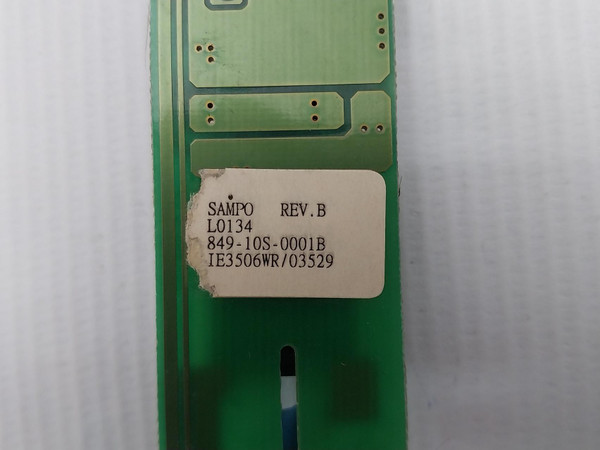 SAMPO REV.B
L0134
849-10S-0001B
IE3506WR/03529